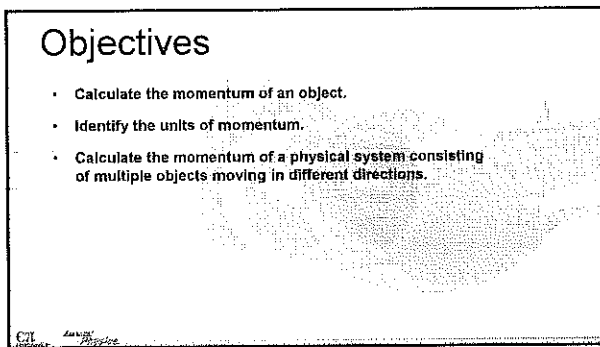 Objectives
· Calculate the momentum of an object.
· Identify the units of momentum.
· Calculate the momentum of a physical system consisting
of multiple objects moving in different directions.
Physics